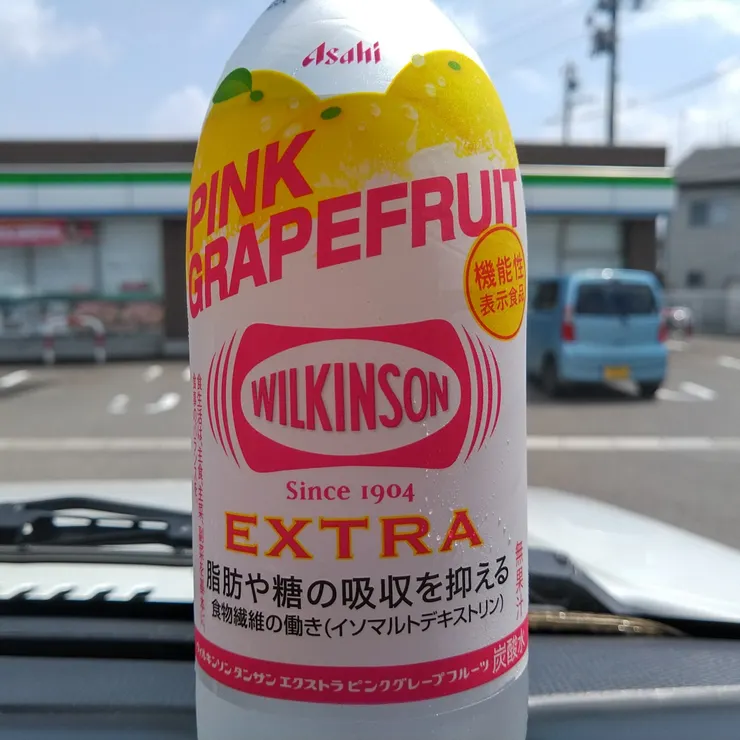 Asahi
PINK
GRAPEFRUIT
機能性
表示食品
WILKINSON
Since 1904
EXTRA
脂肪や糖の吸収を抑える
食物繊維の働き(イソマルトデキストリン)
無果汁
ウィルキンソン タンサン エクストラ ピンクグレープフルーツ 炭酸水